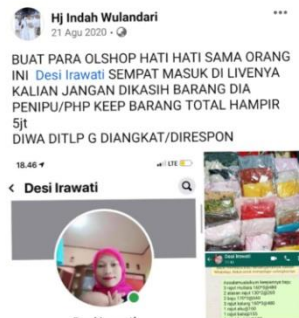 Hj Indah Wulandari
21 Agu 2020
BUAT PARA OLSHOP HATI HATI SAMA ORANG
INI Desi Irawati SEMPAT MASUK DI LIVENYA
KALIAN JANGAN DIKASIH BARANG DIA
PENIPU/PHP KEEP BARANG TOTAL HAMPIR
5jt
DIWA DITLP G DIANGKAT/DIRESPON
18.46
LTE
Desi Irawati
Desi Irawati